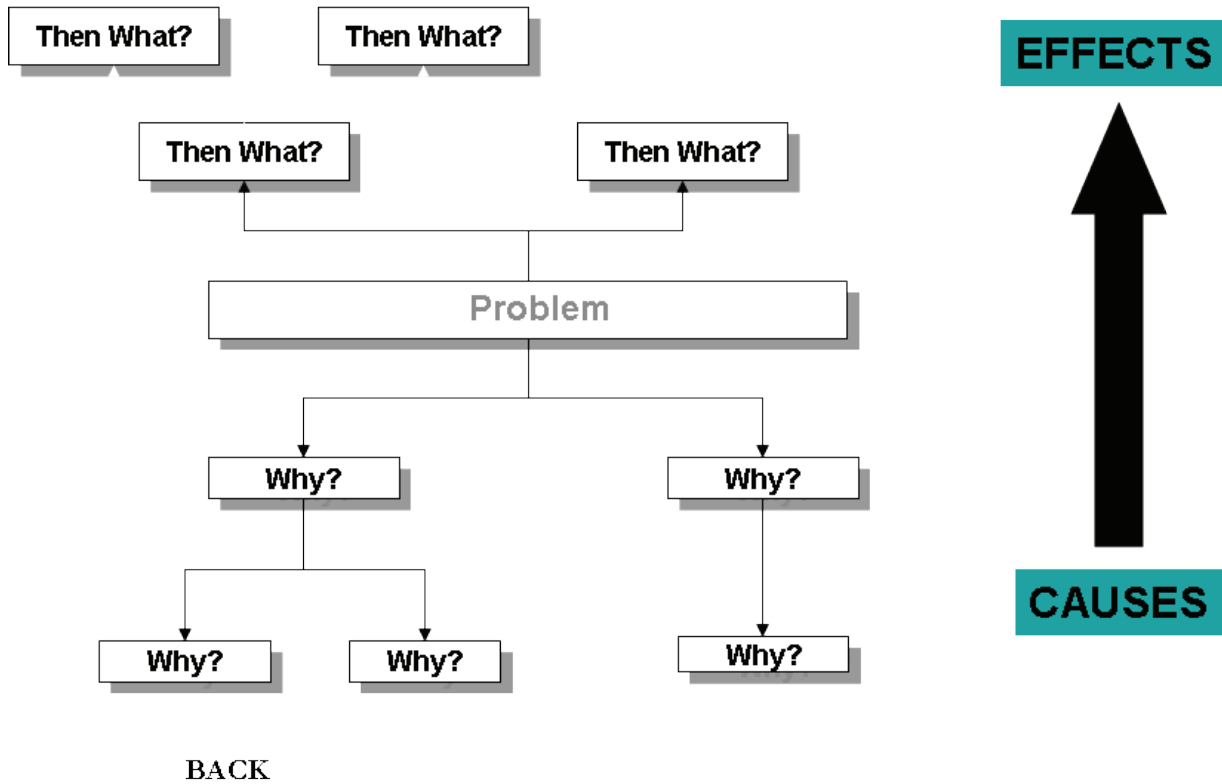 Then What?
Then What?
EFFECTS
Then What?
Then What?
Problem
Why?
Why?
CAUSES
Why?
Why?
Why?
BACK